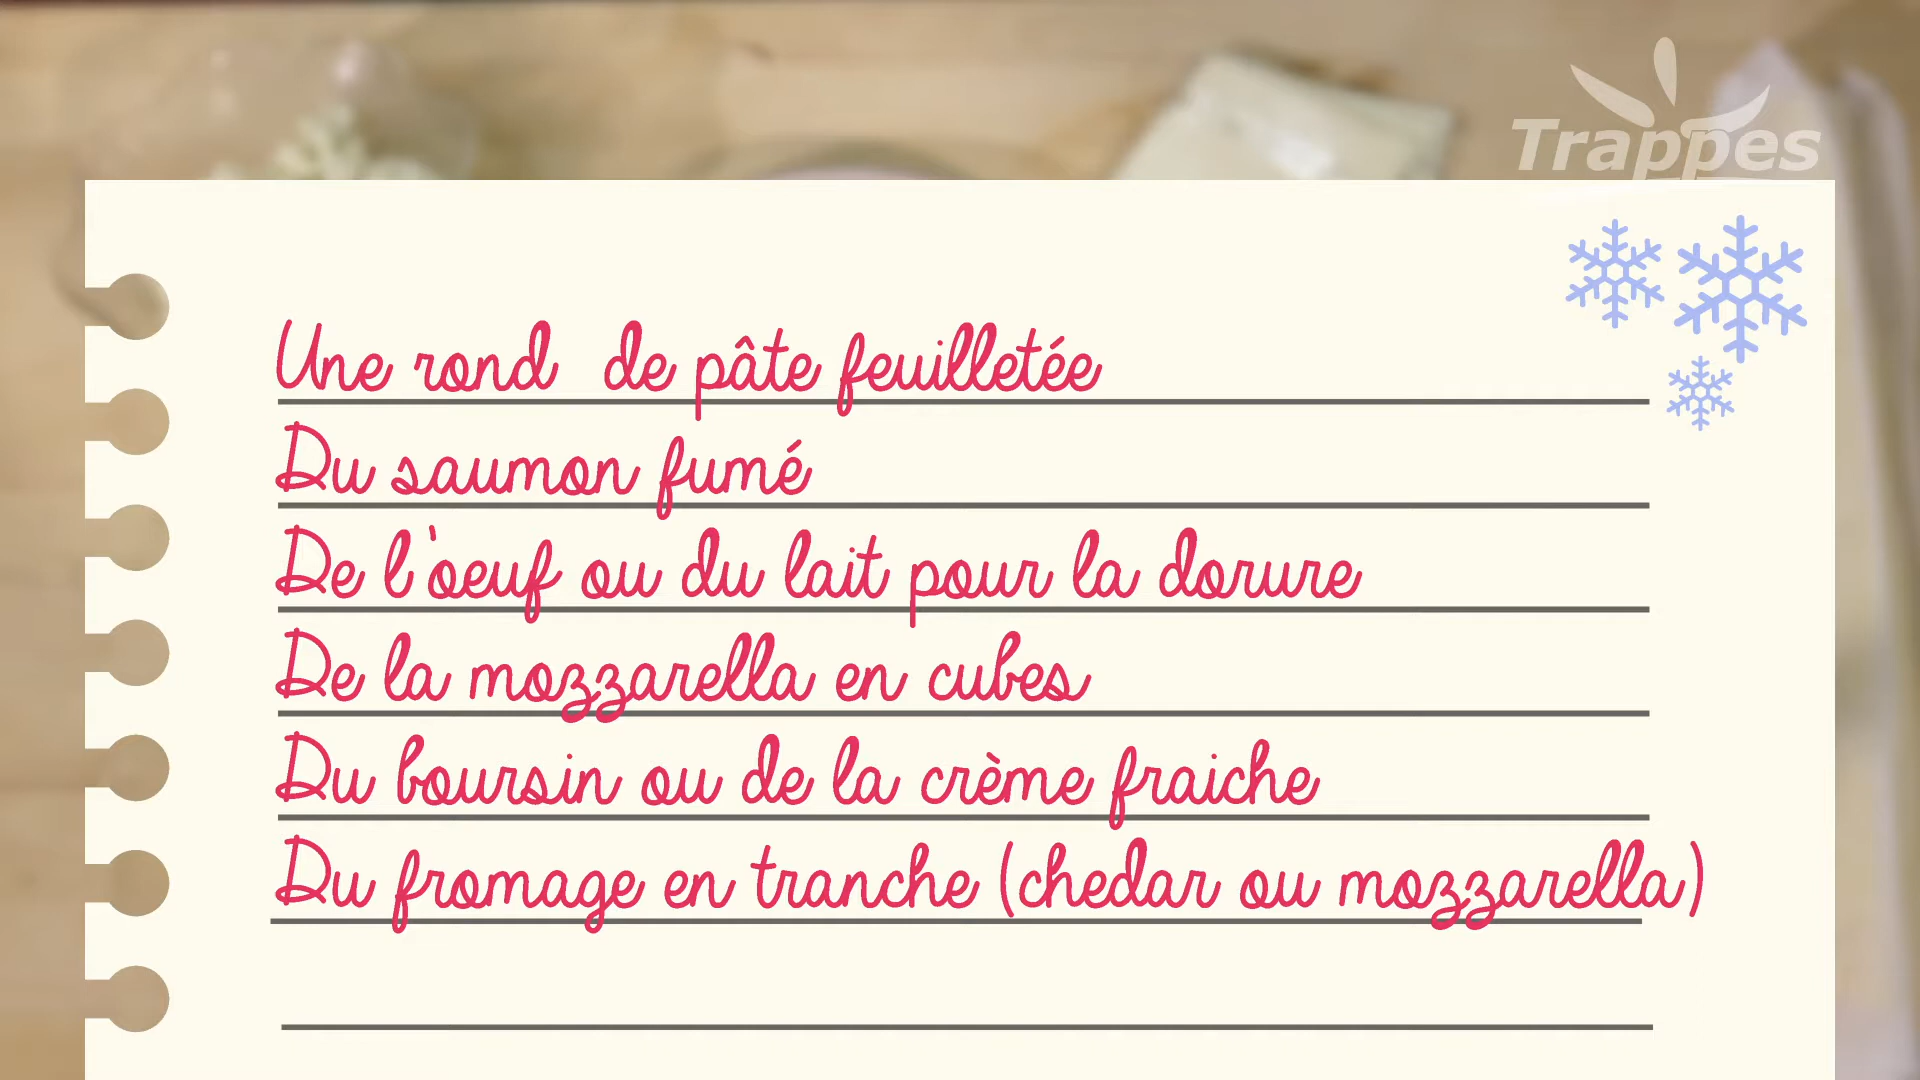 Trappes
Une rond de pâte feuilletée
Du saumon fumé
De l'oeuf ou du lait pour la dorure
De la mozzarella en cubes
Du boursin ou de la crème fraiche
Du fromage en tranche (chedar ou mozzarella)